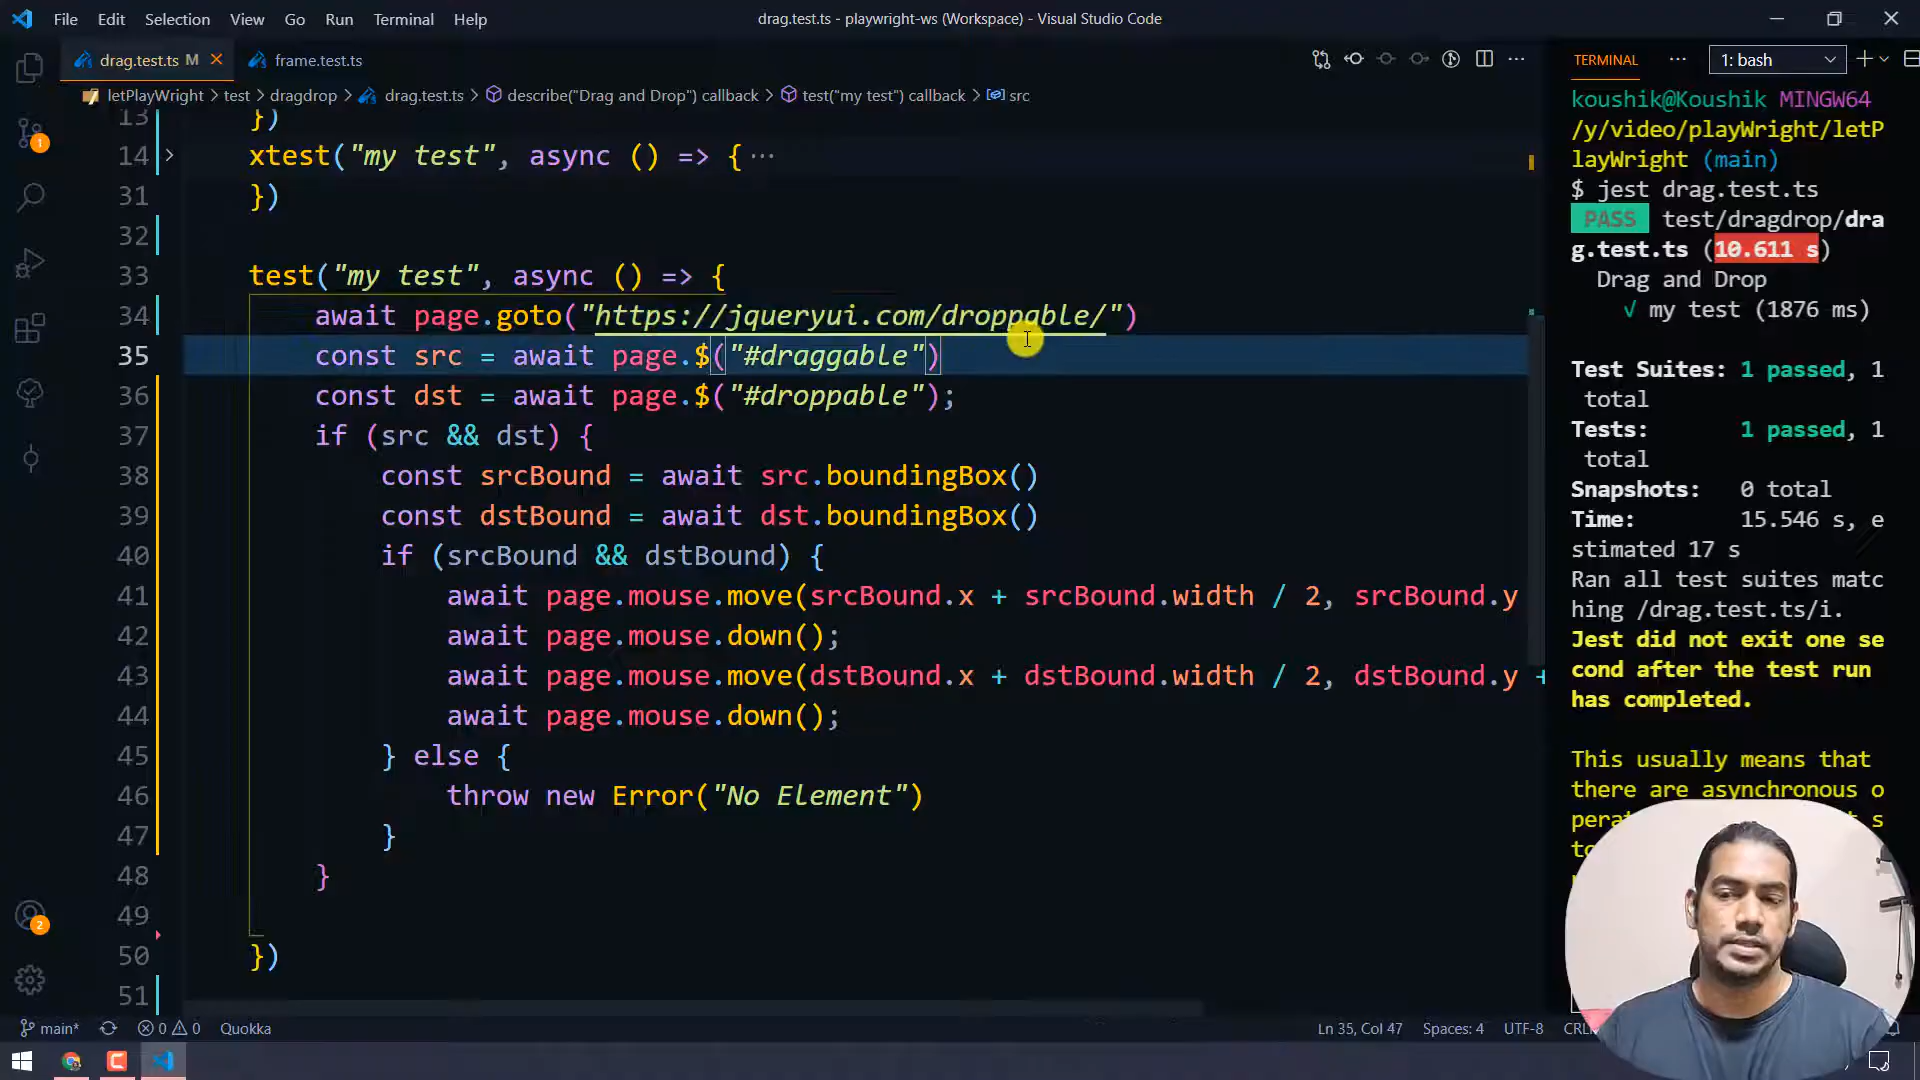 File Edit Selection View Go Run Terminal Help
drag.test.ts - playwright-ws (Workspace) - Visual Studio Code
drag.test.ts M
frame.test.ts
letPlayWright > test > dragdrop > drag.test.ts > describe("Drag and Drop") callback > test("my test") callback > src
13 })
14 xtest("my test", async () => {···
31 })
32
33 test("my test", async () => {
34 await page.goto("https://jqueryui.com/droppable/")
35 const src = await page.$("#draggable")
36 const dst = await page.$("#droppable");
37 if (src && dst) {
38 const srcBound = await src.boundingBox()
39 const dstBound = await dst.boundingBox()
40 if (srcBound && dstBound) {
41 await page.mouse.move(srcBound.x + srcBound.width / 2, srcBound.y
42 await page.mouse.down();
43 await page.mouse.move(dstBound.x + dstBound.width / 2, dstBound.y +
44 await page.mouse.down();
45 } else {
46 throw new Error("No Element")
47 }
48 }
49
50 })
51
TERMINAL
1: bash
koushik@Koushik MINGW64
/y/video/playWright/letP
layWright (main)
$ jest drag.test.ts
PASS test/dragdrop/dra
g.test.ts (10.611 s)
Drag and Drop
√ my test (1876 ms)
Test Suites: 1 passed, 1
total
Tests: 1 passed, 1
total
Snapshots: 0 total
Time: 15.546 s, e
stimated 17 s
Ran all test suites matc
hing /drag.test.ts/i.
Jest did not exit one se
cond after the test run
has completed.
This usually means that
there are asynchronous o
1
2
main* 0 0 Quokka
Ln 35, Col 47 Spaces: 4 UTF-8